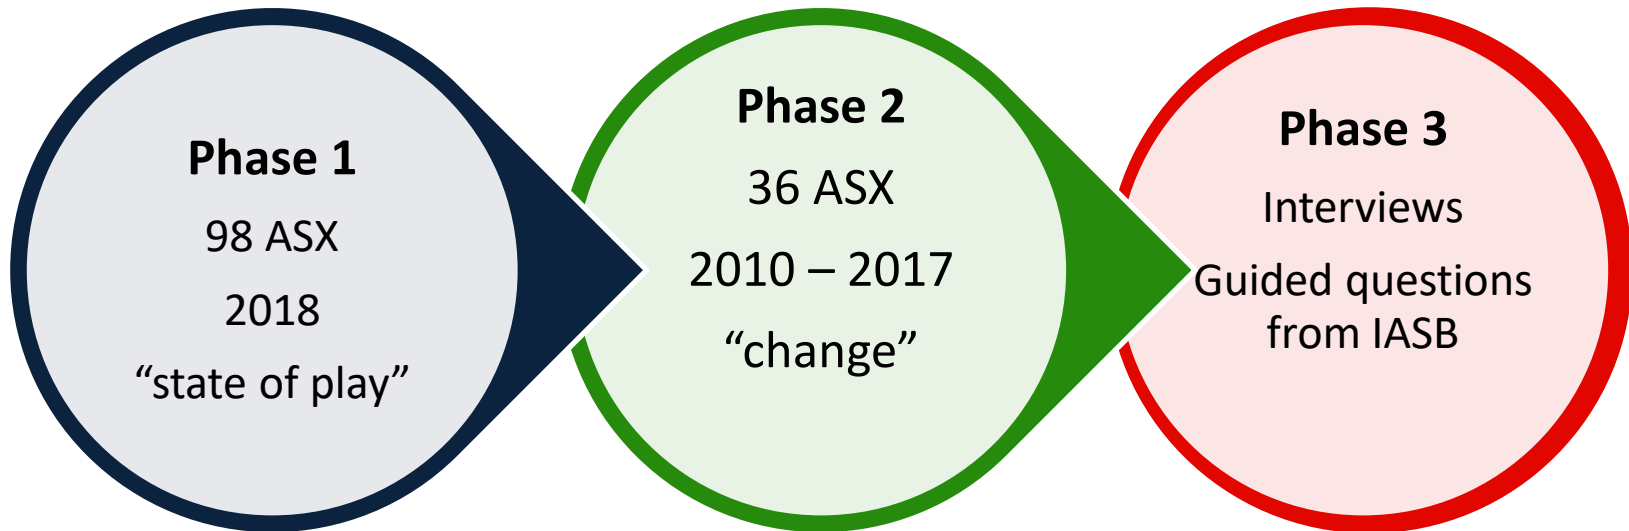 Phase 1
98 ASX
2018
“state of play”
Phase 2
36 ASX
2010 – 2017
“change”
Phase 3
Interviews
Guided questions
from IASB